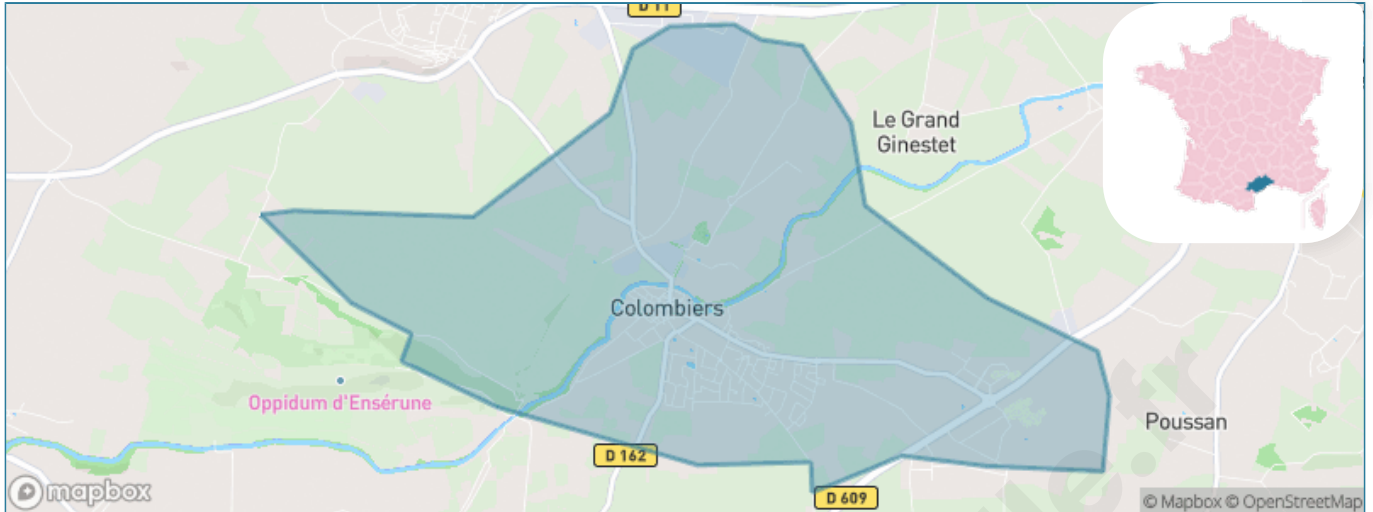 D 11
Le Grand
Ginestet
Colombiers
Oppidum d'Ensérune
Poussan
D 162
D 609
mapbox
© Mapbox © OpenStreetMap